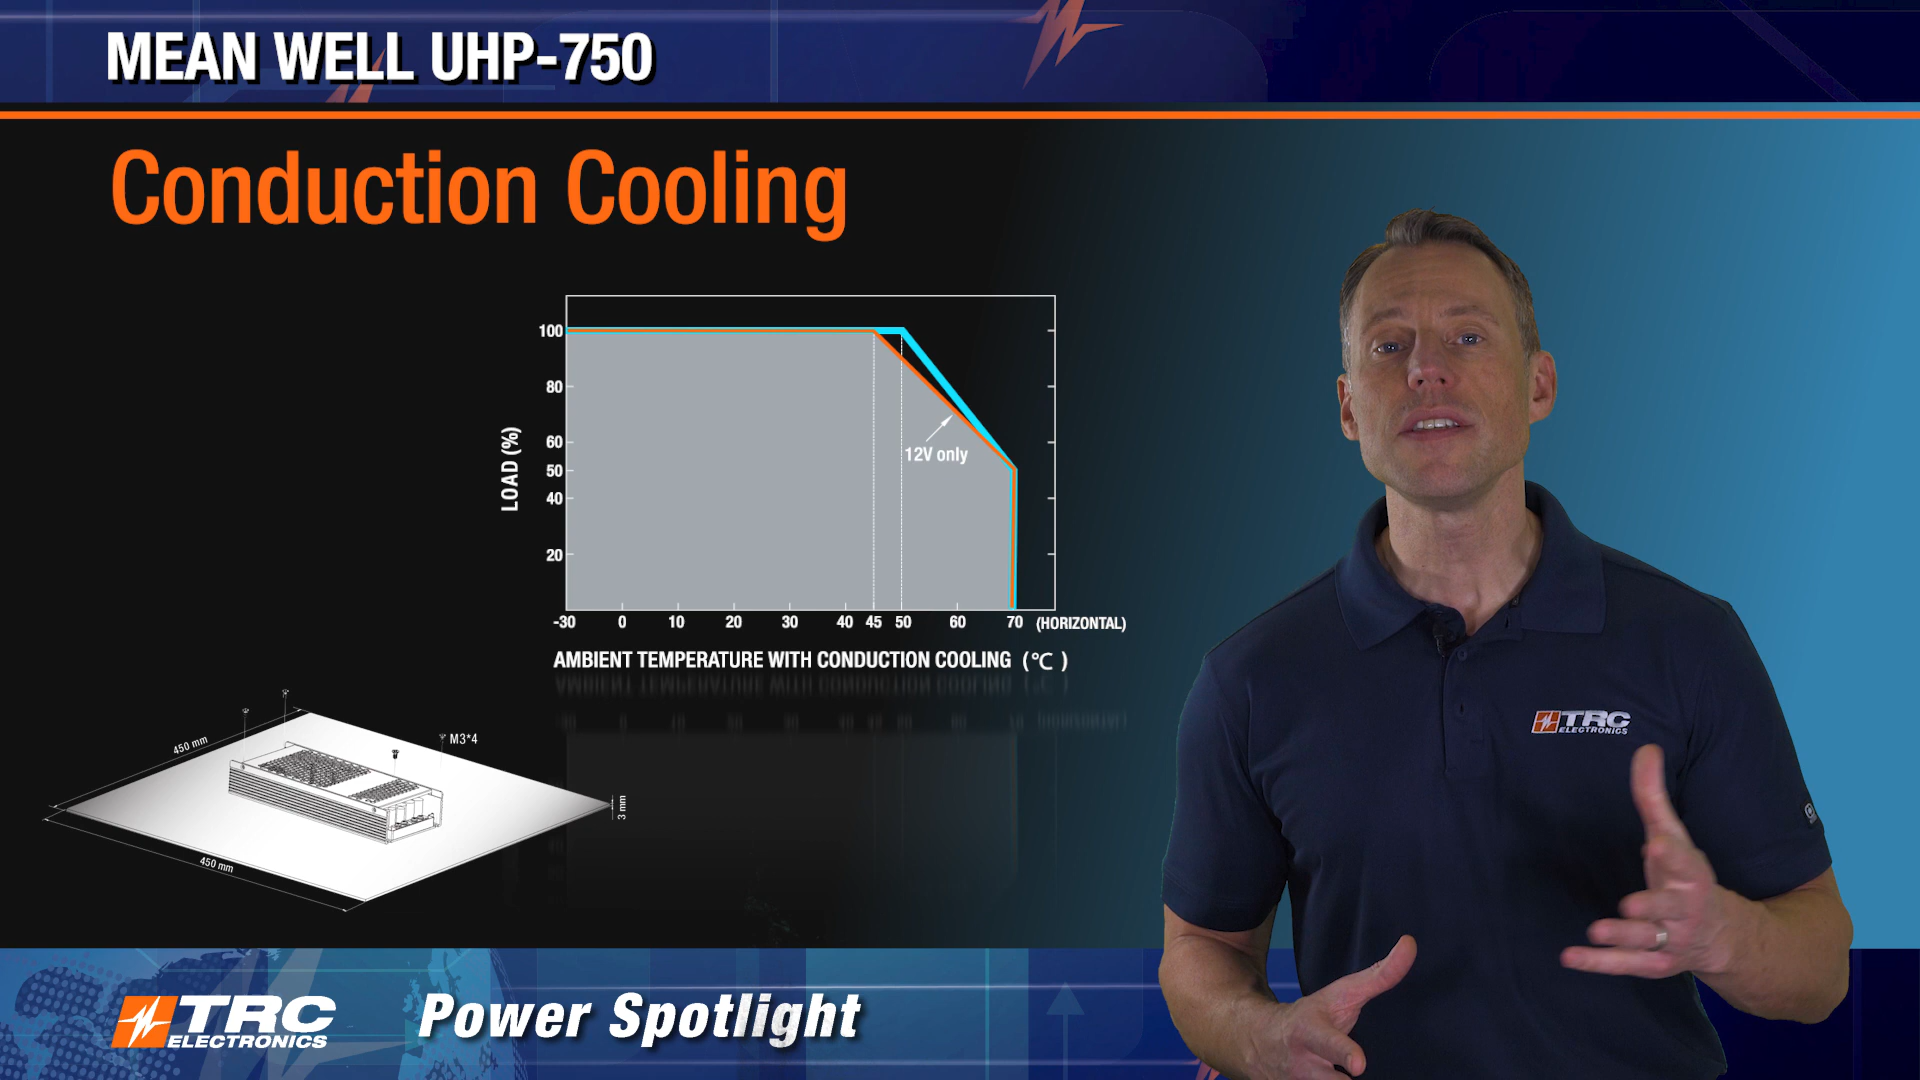 MEAN WELL UHP-750
Conduction Cooling
100
80
60
50
40
20
LOAD (%)
12V only
-30 0 10 20 30 40 45 50 60 70 (HORIZONTAL)
AMBIENT TEMPERATURE WITH CONDUCTION COOLING (℃ )
450 mm
M3*4
3 mm
450 mm
TRC
ELECTRONICS
TRC
ELECTRONICS
Power Spotlight